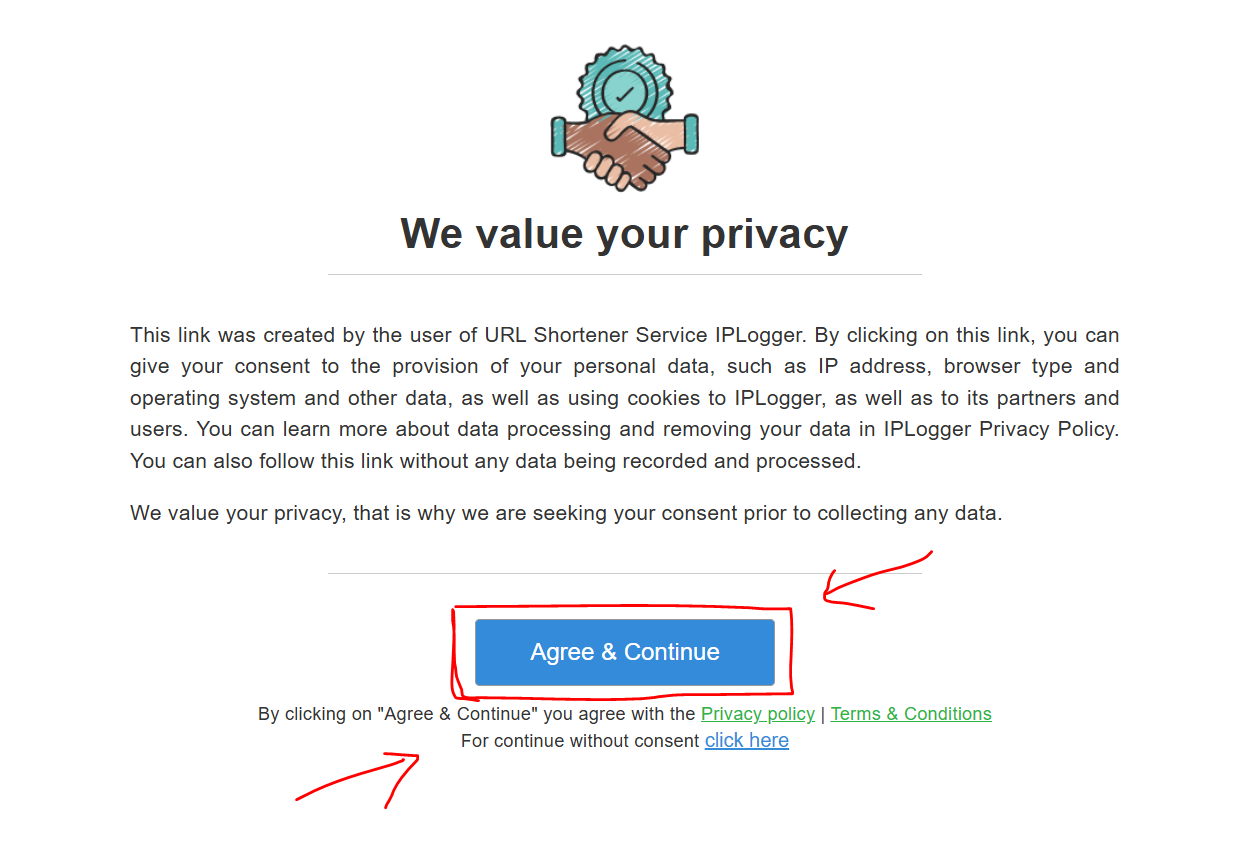 We value your privacy
This link was created by the user of URL Shortener Service IPLogger. By clicking on this link, you can
give your consent to the provision of your personal data, such as IP address, browser type and
operating system and other data, as well as using cookies to IPLogger, as well as to its partners and
users. You can learn more about data processing and removing your data in IPLogger Privacy Policy.
You can also follow this link without any data being recorded and processed.
We value your privacy, that is why we are seeking your consent prior to collecting any data.
Agree & Continue
By clicking on "Agree & Continue" you agree with the Privacy policy | Terms & Conditions
For continue without consent click here